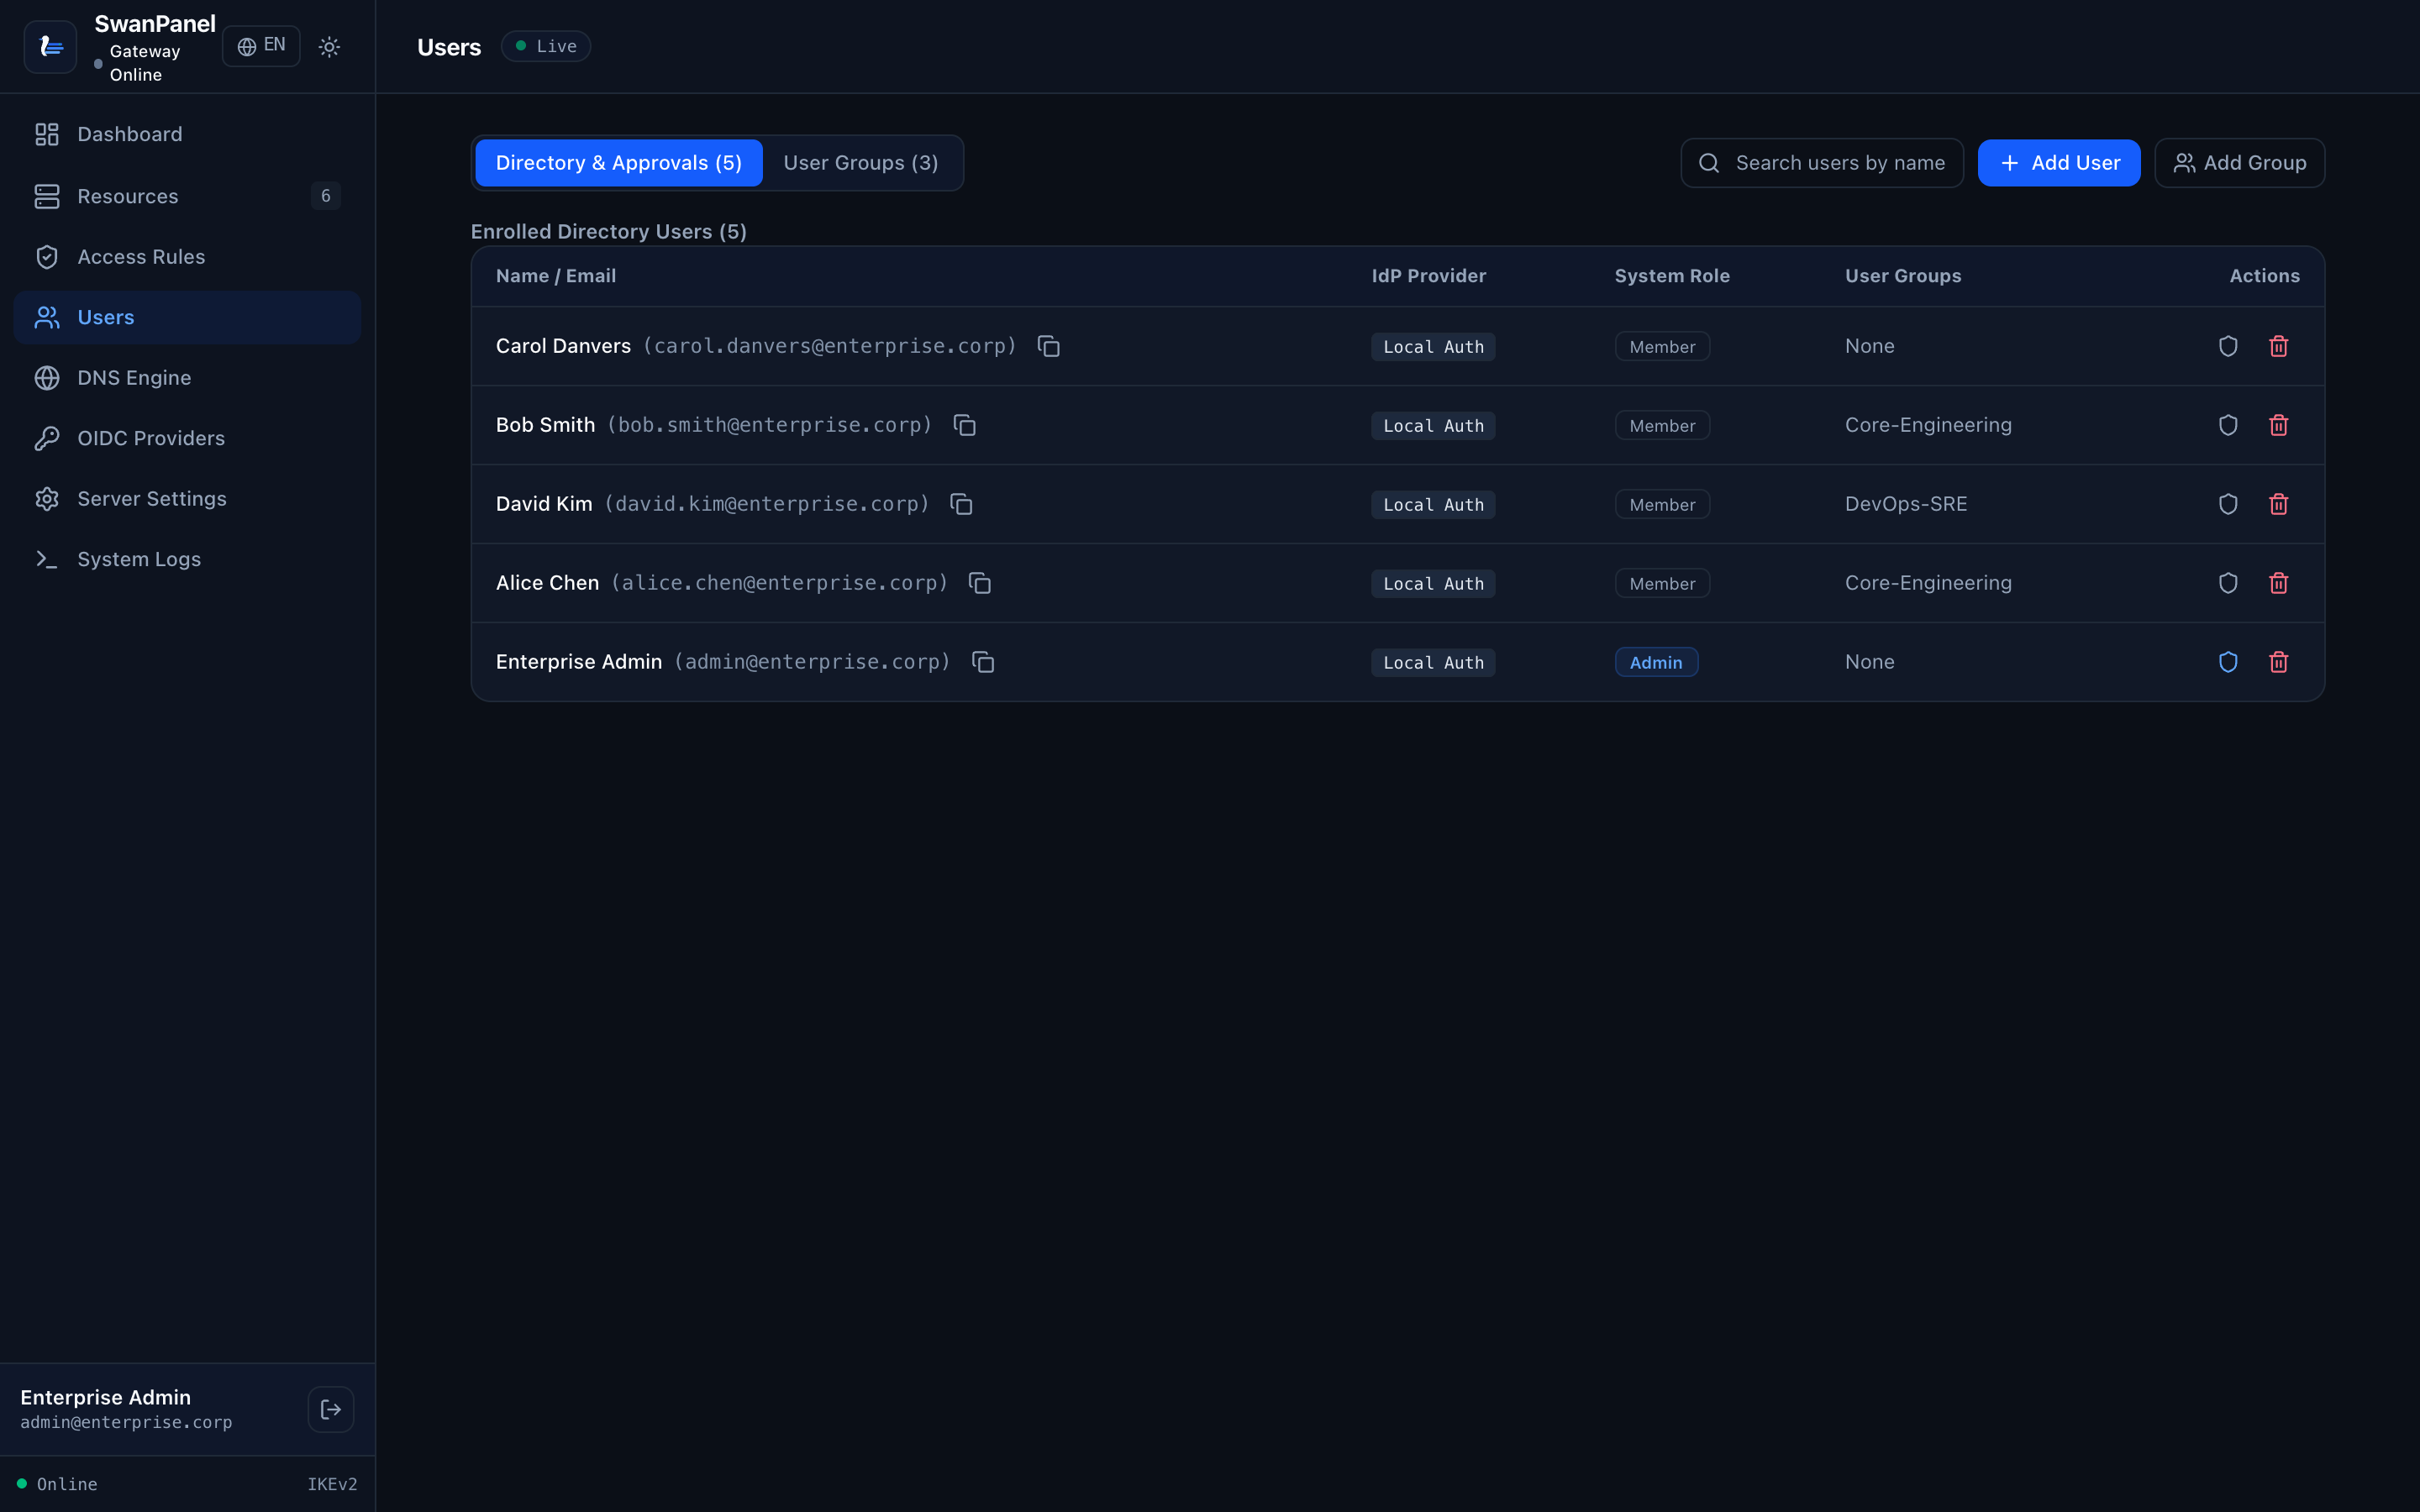 SwanPanel
Gateway
Online
EN
Users
Live
Dashboard
Resources 6
Access Rules
Users
DNS Engine
OIDC Providers
Server Settings
System Logs
Directory & Approvals (5) User Groups (3)
Search users by name
Add User
Add Group
Enrolled Directory Users (5)
Name / Email IdP Provider System Role User Groups Actions
Carol Danvers (carol.danvers@enterprise.corp) Local Auth Member None
Bob Smith (bob.smith@enterprise.corp) Local Auth Member Core-Engineering
David Kim (david.kim@enterprise.corp) Local Auth Member DevOps-SRE
Alice Chen (alice.chen@enterprise.corp) Local Auth Member Core-Engineering
Enterprise Admin (admin@enterprise.corp) Local Auth Admin None
Enterprise Admin
admin@enterprise.corp
Online IKEv2